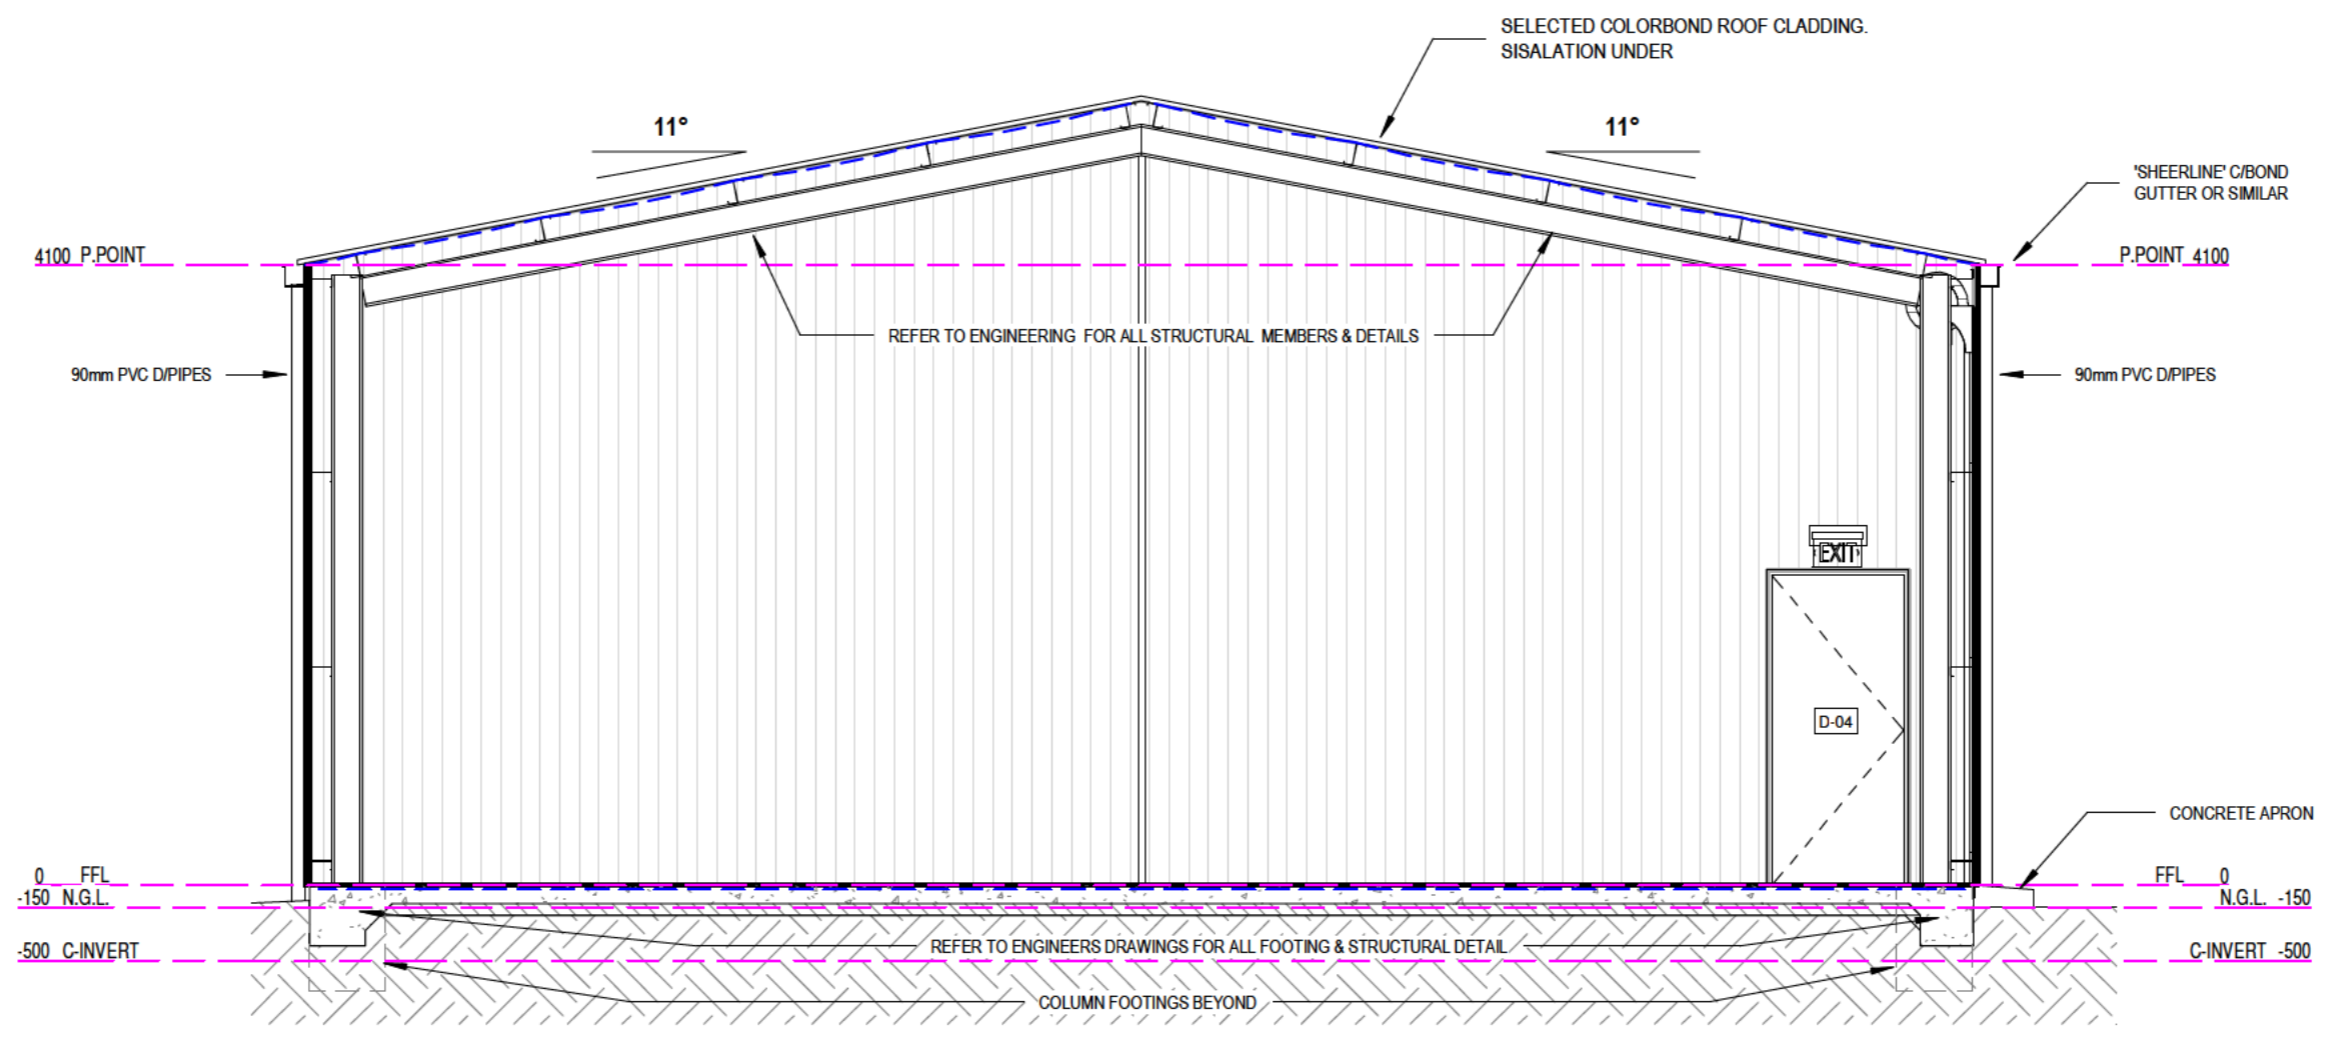 SELECTED COLORBOND ROOF CLADDING.
SISALATION UNDER
11°
11°
'SHEERLINE' C/BOND
GUTTER OR SIMILAR
4100 P.POINT
P.POINT 4100
REFER TO ENGINEERING FOR ALL STRUCTURAL MEMBERS & DETAILS
90mm PVC D/PIPES
90mm PVC D/PIPES
EXIT
D-04
CONCRETE APRON
0 FFL
FFL 0
-150 N.G.L.
N.G.L. -150
REFER TO ENGINEERS DRAWINGS FOR ALL FOOTING & STRUCTURAL DETAIL
-500 C-INVERT
C-INVERT -500
COLUMN FOOTINGS BEYOND